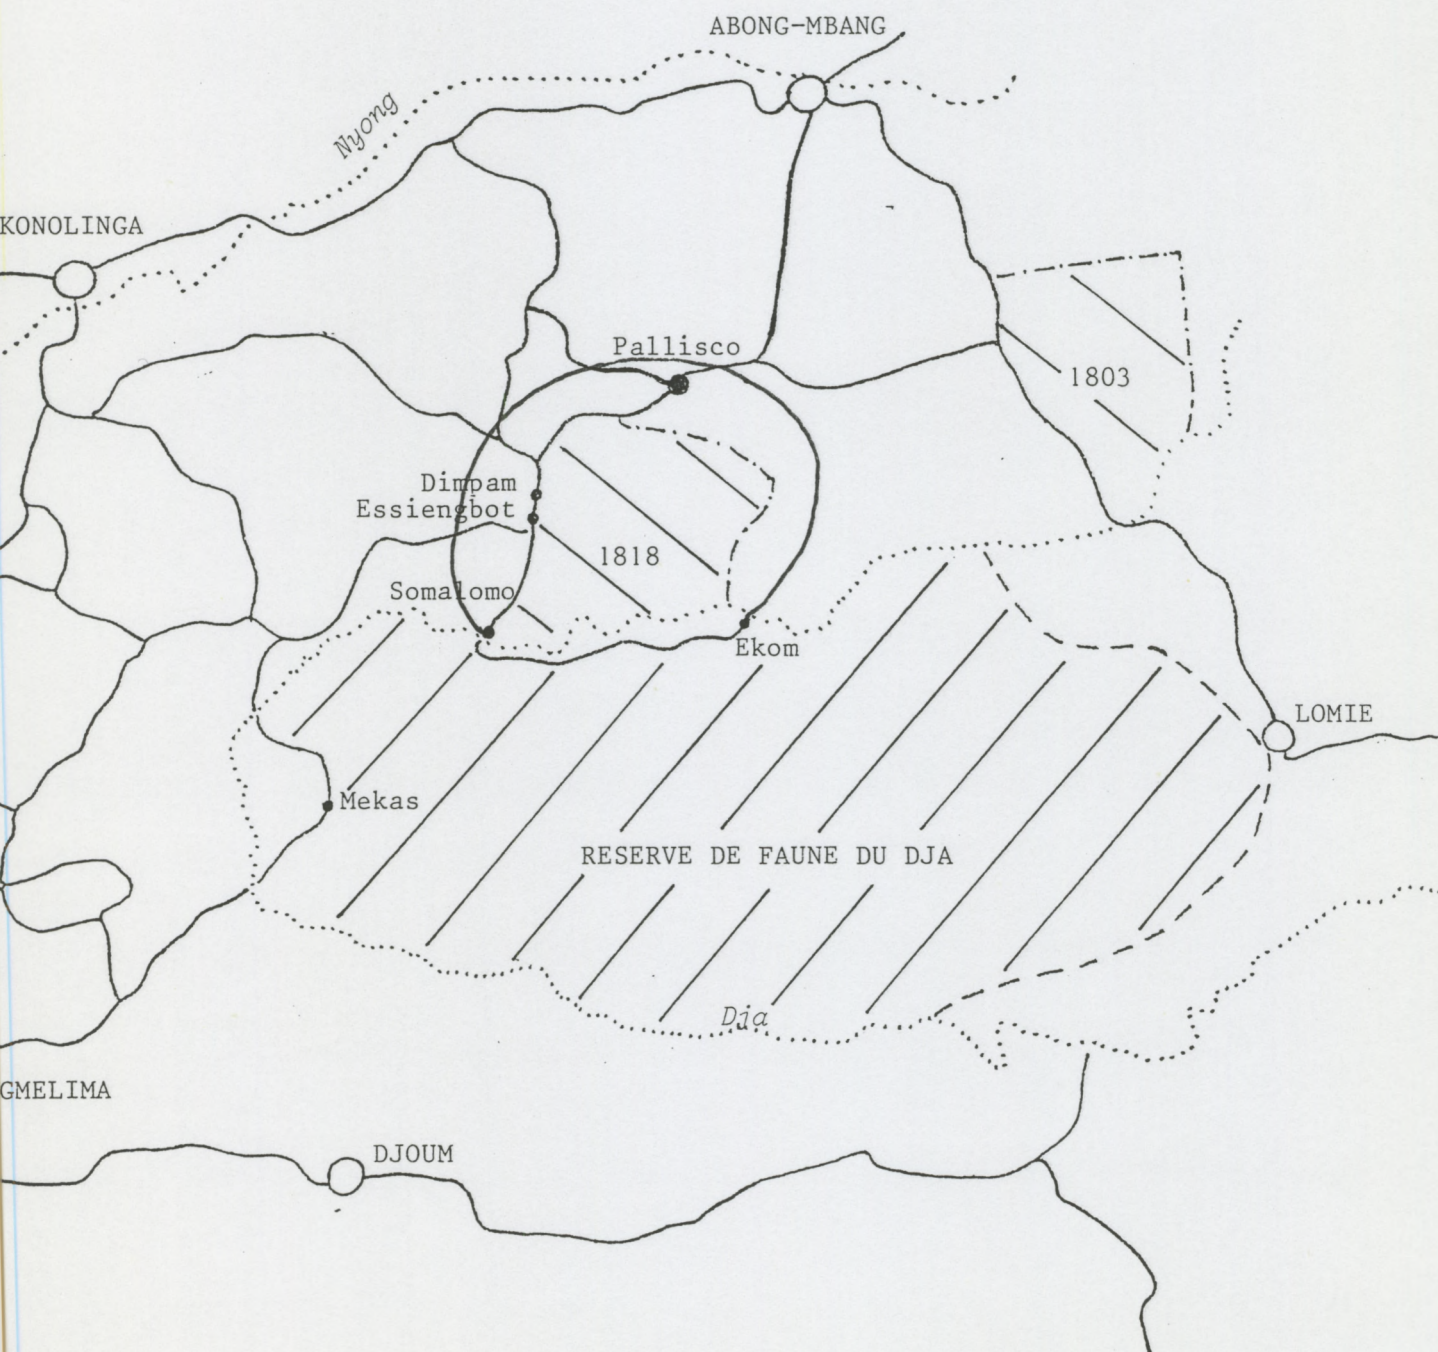 ABONG-MBANG
Nyong
KONOLINGA
Pallisco
1803
Dimpam
Essiengbot
1818
Somalomo
Ekom
LOMIE
Mekas
RESERVE DE FAUNE DU DJA
Dja
GMELIMA
DJOUM